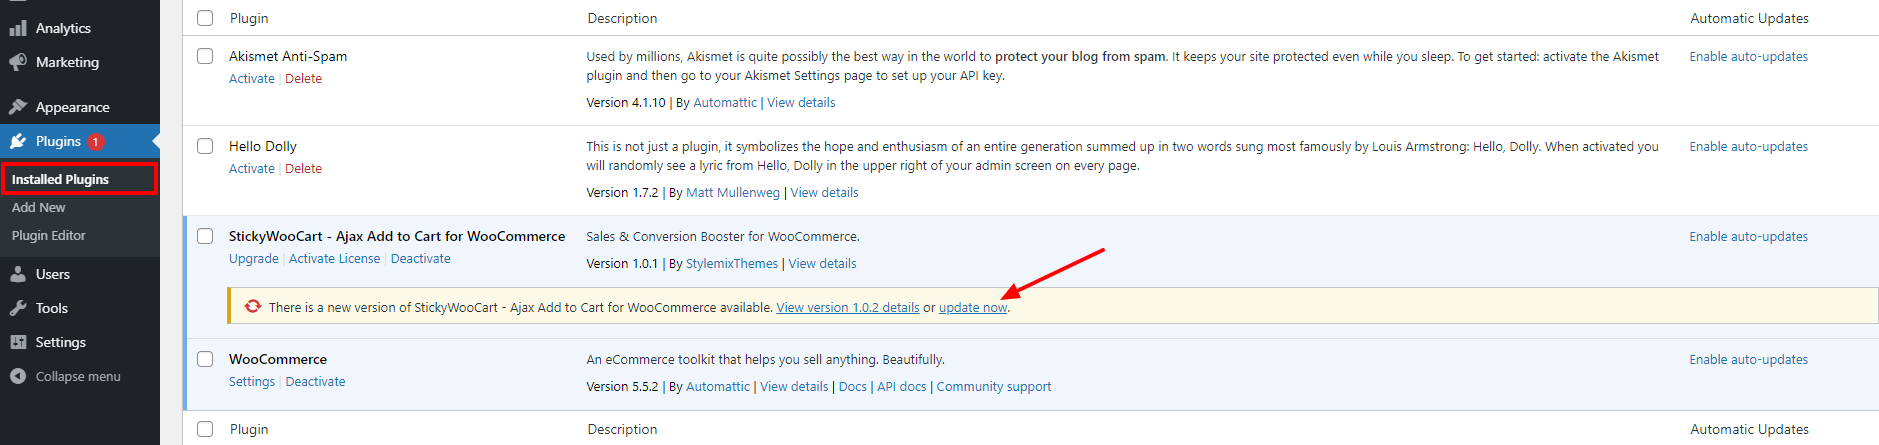 Analytics
Marketing
Appearance
Plugins 1
Installed Plugins
Add New
Plugin Editor
Users
Tools
Settings
Collapse menu
Plugin Description Automatic Updates
Akismet Anti-Spam
Activate | Delete
Used by millions, Akismet is quite possibly the best way in the world to protect your blog from spam. It keeps your site protected even while you sleep. To get started: activate the Akismet
plugin and then go to your Akismet Settings page to set up your API key.
Version 4.1.10 | By Automattic | View details
Enable auto-updates
Hello Dolly
Activate | Delete
This is not just a plugin, it symbolizes the hope and enthusiasm of an entire generation summed up in two words sung most famously by Louis Armstrong: Hello, Dolly. When activated you
will randomly see a lyric from Hello, Dolly in the upper right of your admin screen on every page.
Version 1.7.2 | By Matt Mullenweg | View details
Enable auto-updates
StickyWooCart - Ajax Add to Cart for WooCommerce
Upgrade | Activate License | Deactivate
Sales & Conversion Booster for WooCommerce.
Version 1.0.1 | By StylemixThemes | View details
Enable auto-updates
There is a new version of StickyWooCart - Ajax Add to Cart for WooCommerce available. View version 1.0.2 details or update now.
WooCommerce
Settings | Deactivate
An eCommerce toolkit that helps you sell anything. Beautifully.
Version 5.5.2 | By Automattic | View details | Docs | API docs | Community support
Enable auto-updates
Plugin Description Automatic Updates